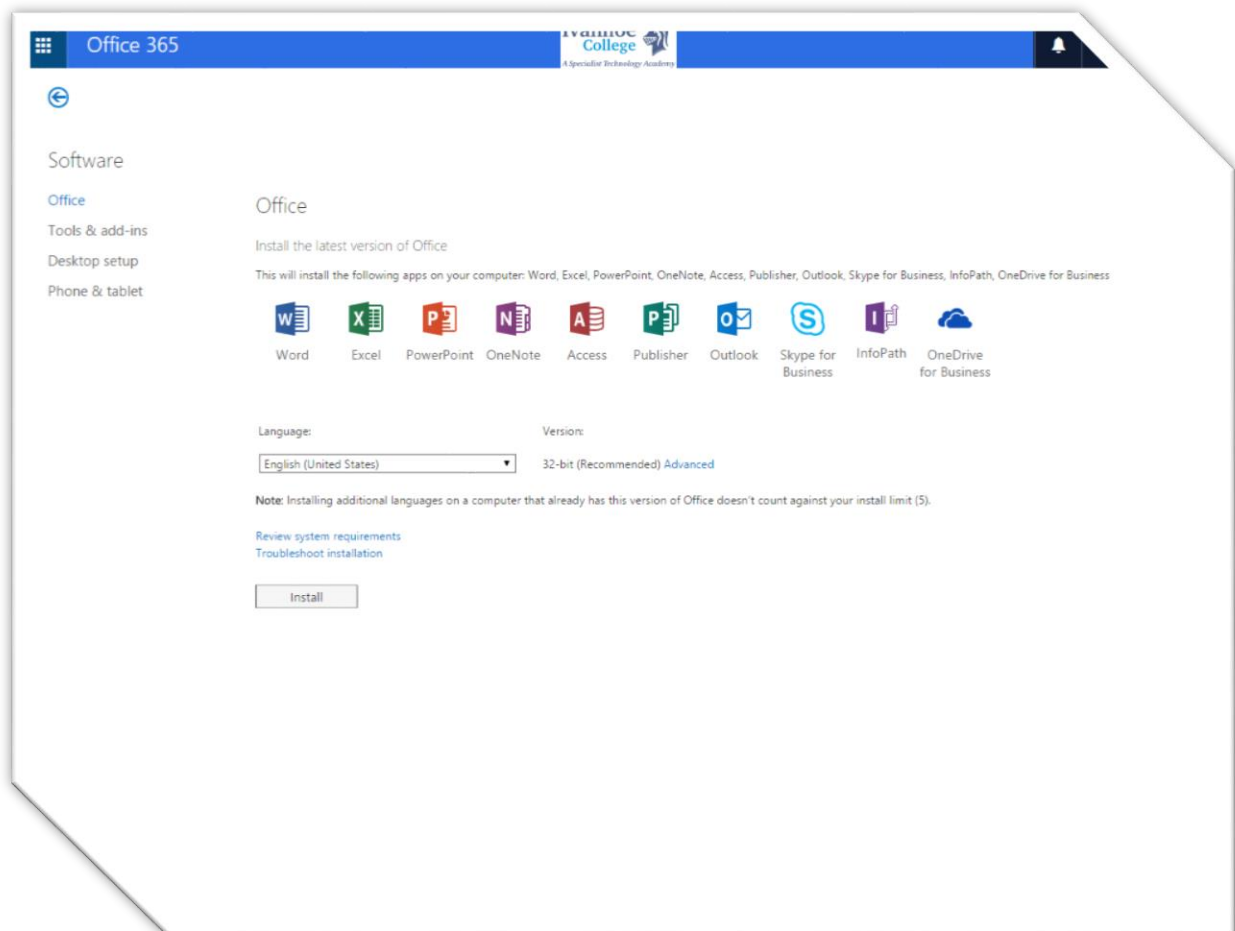 Office 365
Ivanhoe
College
A Specialist Technology Academy
Software
Office
Tools & add-ins
Desktop setup
Phone & tablet
Office
Install the latest version of Office
This will install the following apps on your computer: Word, Excel, PowerPoint, OneNote, Access, Publisher, Outlook, Skype for Business, InfoPath, OneDrive for Business
Word Excel PowerPoint OneNote Access Publisher Outlook Skype for Business InfoPath OneDrive for Business
Language: Version:
English (United States) 32-bit (Recommended) Advanced
Note: Installing additional languages on a computer that already has this version of Office doesn't count against your install limit (5).
Review system requirements
Troubleshoot installation
Install